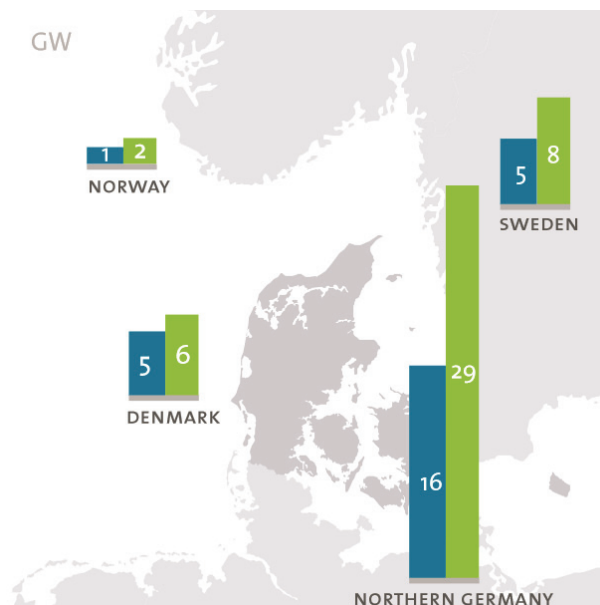 GW
1 2
NORWAY
5 8
SWEDEN
5 6
DENMARK
16 29
NORTHERN GERMANY